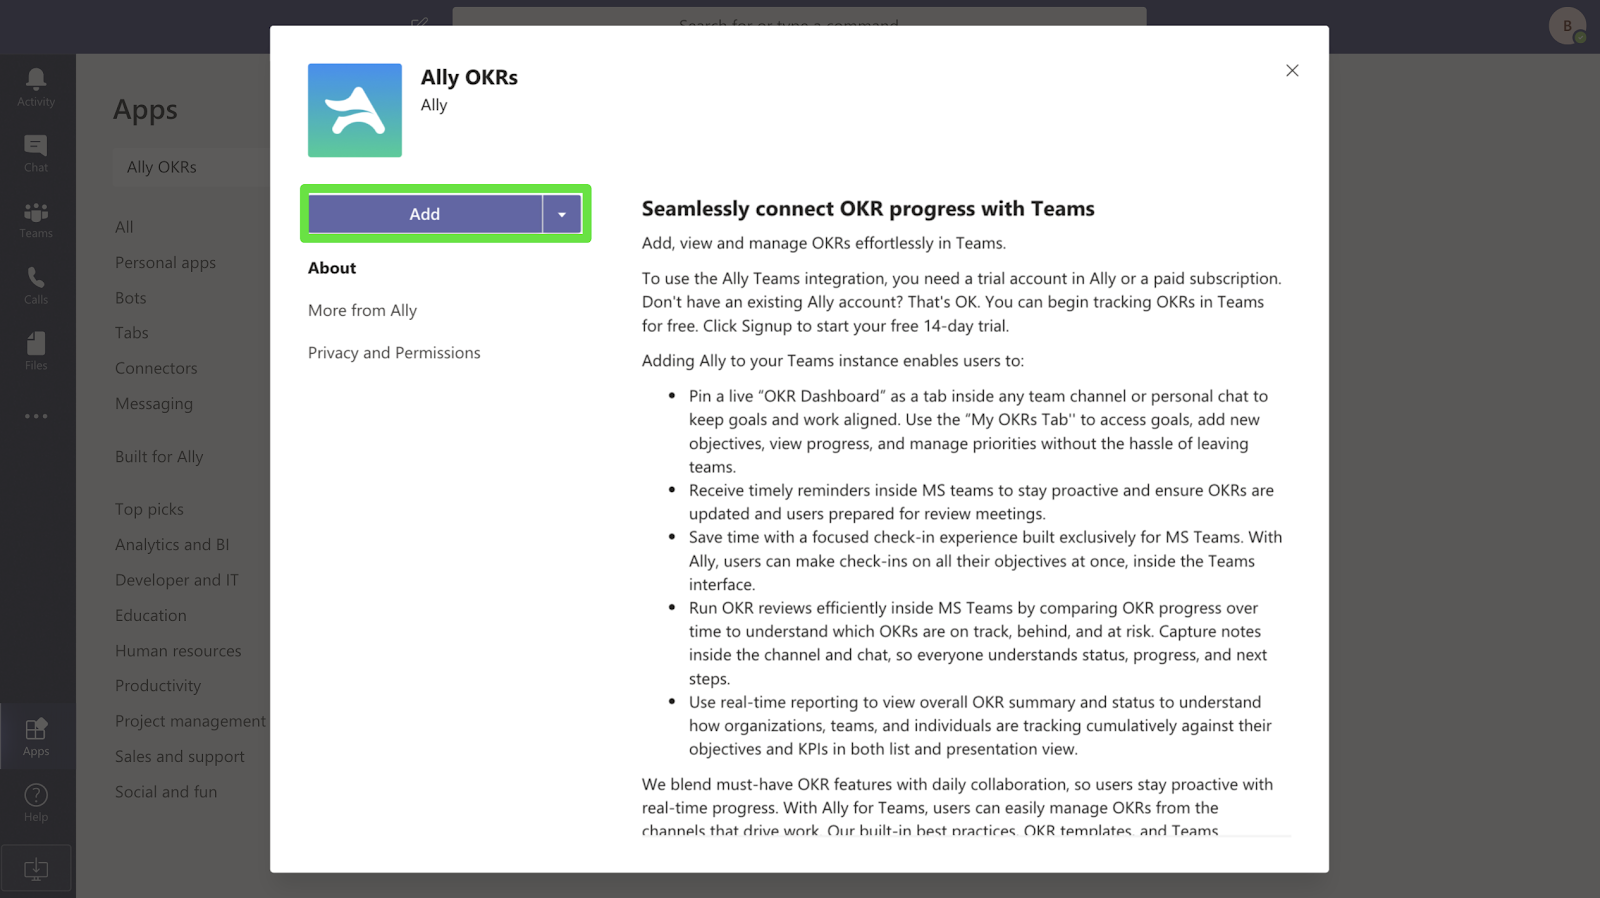 Search for or type a command
B
Activity
Chat
Teams
Calls
Files
Apps
Help
Apps
Ally OKRs
All
Personal apps
Bots
Tabs
Connectors
Messaging
Built for Ally
Top picks
Analytics and BI
Developer and IT
Education
Human resources
Productivity
Project management
Sales and support
Social and fun
Ally OKRs
Ally
Add
About
More from Ally
Privacy and Permissions
Seamlessly connect OKR progress with Teams
Add, view and manage OKRs effortlessly in Teams.
To use the Ally Teams integration, you need a trial account in Ally or a paid subscription.
Don't have an existing Ally account? That's OK. You can begin tracking OKRs in Teams
for free. Click Signup to start your free 14-day trial.
Adding Ally to your Teams instance enables users to:
• Pin a live “OKR Dashboard” as a tab inside any team channel or personal chat to
keep goals and work aligned. Use the “My OKRs Tab'' to access goals, add new
objectives, view progress, and manage priorities without the hassle of leaving
teams.
• Receive timely reminders inside MS teams to stay proactive and ensure OKRs are
updated and users prepared for review meetings.
• Save time with a focused check-in experience built exclusively for MS Teams. With
Ally, users can make check-ins on all their objectives at once, inside the Teams
interface.
• Run OKR reviews efficiently inside MS Teams by comparing OKR progress over
time to understand which OKRs are on track, behind, and at risk. Capture notes
inside the channel and chat, so everyone understands status, progress, and next
steps.
• Use real-time reporting to view overall OKR summary and status to understand
how organizations, teams, and individuals are tracking cumulatively against their
objectives and KPIs in both list and presentation view.
We blend must-have OKR features with daily collaboration, so users stay proactive with
real-time progress. With Ally for Teams, users can easily manage OKRs from the
channels that drive work. Our built-in best practices, OKR templates, and Teams